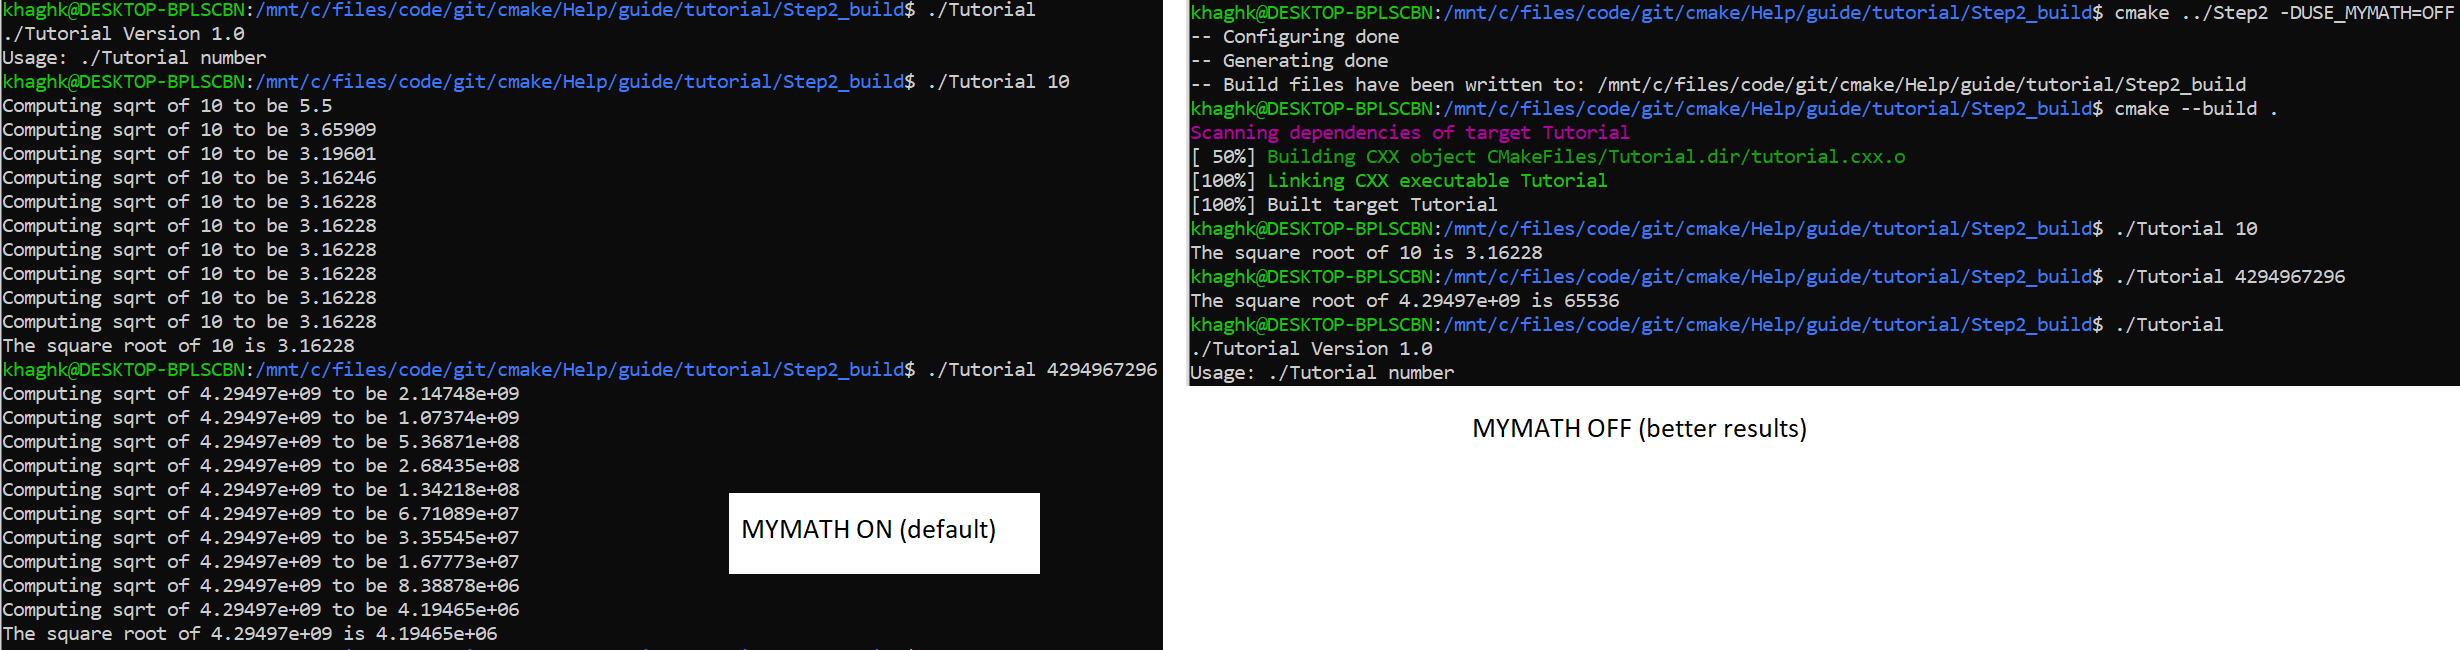 khaghk@DESKTOP-BPLSCBN:/mnt/c/files/code/git/cmake/Help/guide/tutorial/Step2_build$ ./Tutorial
./Tutorial Version 1.0
Usage: ./Tutorial number
khaghk@DESKTOP-BPLSCBN:/mnt/c/files/code/git/cmake/Help/guide/tutorial/Step2_build$ ./Tutorial 10
Computing sqrt of 10 to be 5.5
Computing sqrt of 10 to be 3.65909
Computing sqrt of 10 to be 3.19601
Computing sqrt of 10 to be 3.16246
Computing sqrt of 10 to be 3.16228
Computing sqrt of 10 to be 3.16228
Computing sqrt of 10 to be 3.16228
Computing sqrt of 10 to be 3.16228
Computing sqrt of 10 to be 3.16228
Computing sqrt of 10 to be 3.16228
The square root of 10 is 3.16228
khaghk@DESKTOP-BPLSCBN:/mnt/c/files/code/git/cmake/Help/guide/tutorial/Step2_build$ ./Tutorial 4294967296
Computing sqrt of 4.29497e+09 to be 2.14748e+09
Computing sqrt of 4.29497e+09 to be 1.07374e+09
Computing sqrt of 4.29497e+09 to be 5.36871e+08
Computing sqrt of 4.29497e+09 to be 2.68435e+08
Computing sqrt of 4.29497e+09 to be 1.34218e+08
Computing sqrt of 4.29497e+09 to be 6.71089e+07
Computing sqrt of 4.29497e+09 to be 3.35545e+07
Computing sqrt of 4.29497e+09 to be 1.67773e+07
Computing sqrt of 4.29497e+09 to be 8.38878e+06
Computing sqrt of 4.29497e+09 to be 4.19465e+06
The square root of 4.29497e+09 is 4.19465e+06
MYMATH ON (default)
khaghk@DESKTOP-BPLSCBN:/mnt/c/files/code/git/cmake/Help/guide/tutorial/Step2_build$ cmake ../Step2 -DUSE_MYMATH=OFF
-- Configuring done
-- Generating done
-- Build files have been written to: /mnt/c/files/code/git/cmake/Help/guide/tutorial/Step2_build
khaghk@DESKTOP-BPLSCBN:/mnt/c/files/code/git/cmake/Help/guide/tutorial/Step2_build$ cmake --build .
Scanning dependencies of target Tutorial
[ 50%] Building CXX object CMakeFiles/Tutorial.dir/tutorial.cxx.o
[100%] Linking CXX executable Tutorial
[100%] Built target Tutorial
khaghk@DESKTOP-BPLSCBN:/mnt/c/files/code/git/cmake/Help/guide/tutorial/Step2_build$ ./Tutorial 10
The square root of 10 is 3.16228
khaghk@DESKTOP-BPLSCBN:/mnt/c/files/code/git/cmake/Help/guide/tutorial/Step2_build$ ./Tutorial 4294967296
The square root of 4.29497e+09 is 65536
khaghk@DESKTOP-BPLSCBN:/mnt/c/files/code/git/cmake/Help/guide/tutorial/Step2_build$ ./Tutorial
./Tutorial Version 1.0
Usage: ./Tutorial number
MYMATH OFF (better results)